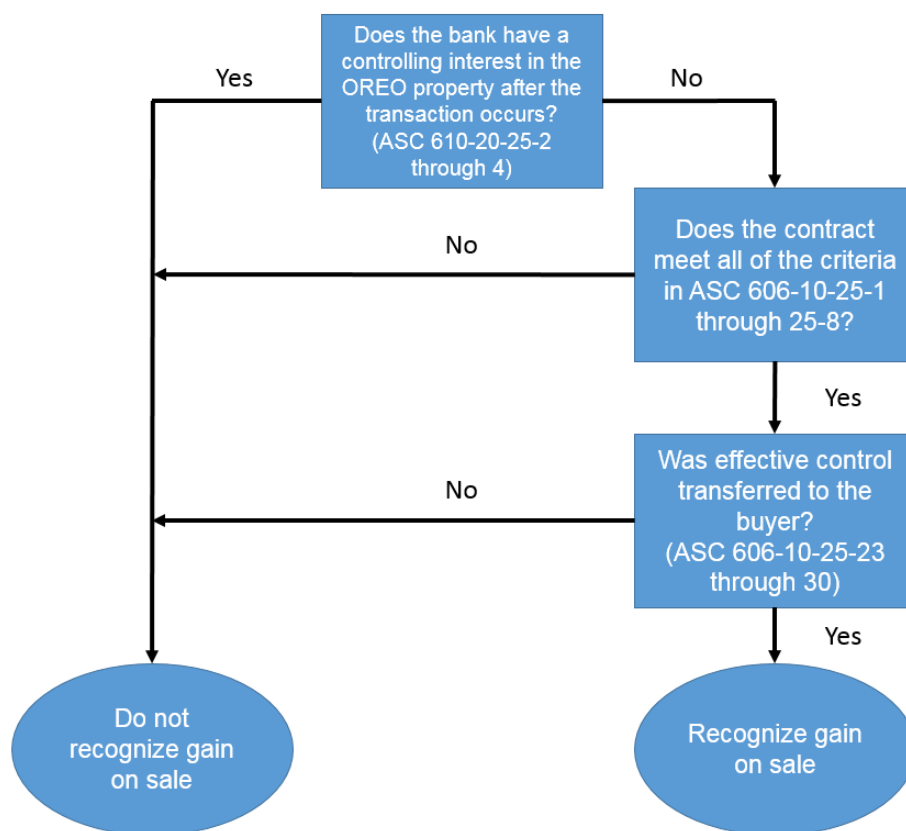 Does the bank have a
controlling interest in the
OREO property after the
transaction occurs?
(ASC 610-20-25-2
through 4)
Yes
No
Does the contract
meet all of the criteria
in ASC 606-10-25-1
through 25-8?
No
Yes
Was effective control
transferred to the
buyer?
(ASC 606-10-25-23
through 30)
No
Yes
Do not
recognize gain
on sale
Recognize gain
on sale